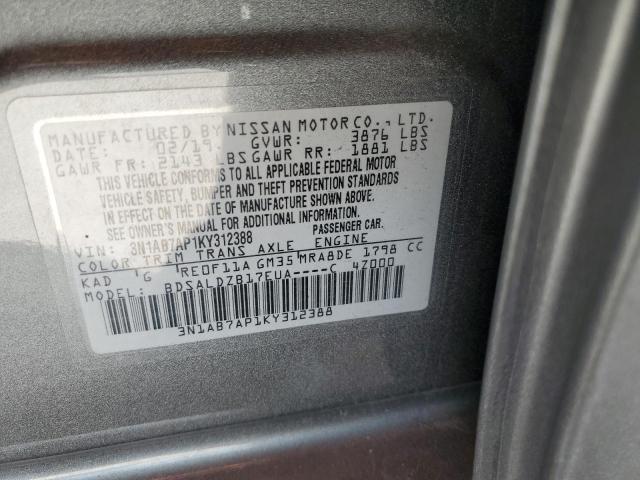 MANUFACTURED BY NISSAN MOTOR CO., LTD.
DATE: 02/19 GVWR: 3876 LBS
GAWR FR: 2143 LBS GAWR RR: 1881 LBS
THIS VEHICLE CONFORMS TO ALL APPLICABLE FEDERAL MOTOR
VEHICLE SAFETY, BUMPER AND THEFT PREVENTION STANDARDS
IN EFFECT ON THE DATE OF MANUFACTURE SHOWN ABOVE.
SEE OWNERS MANUAL FOR ADDITIONAL INFORMATION.
VIN: 3N1AB7AP1KY312388 PASSENGER CAR.
COLOR TRIM TRANS AXLE ENGINE
KAD G RE0F11A GM35 MRA8DE 1798 CC
MODEL: BDSALDZB17EUA----C 4Z000
3N1AB7AP1KY312388